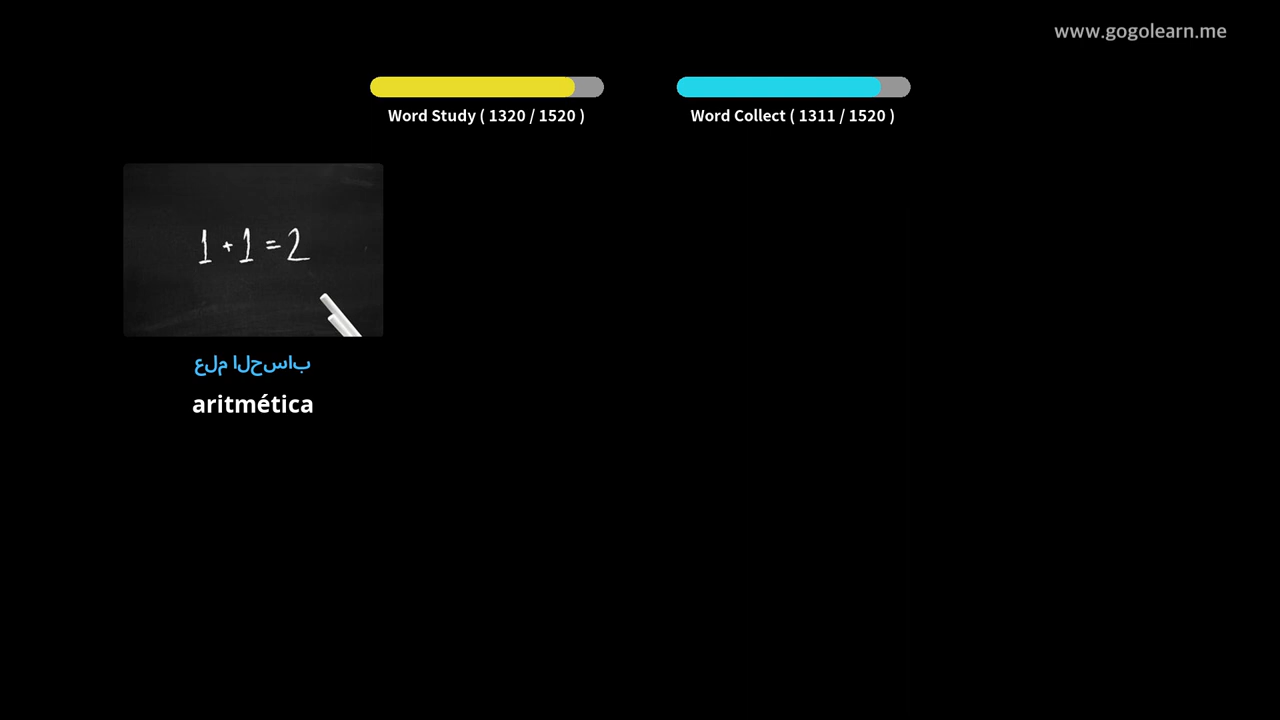 www.gogolearn.me
Word Study ( 1320 / 1520 )
Word Collect ( 1311 / 1520 )
1+1=2
علم الحساب
aritmética